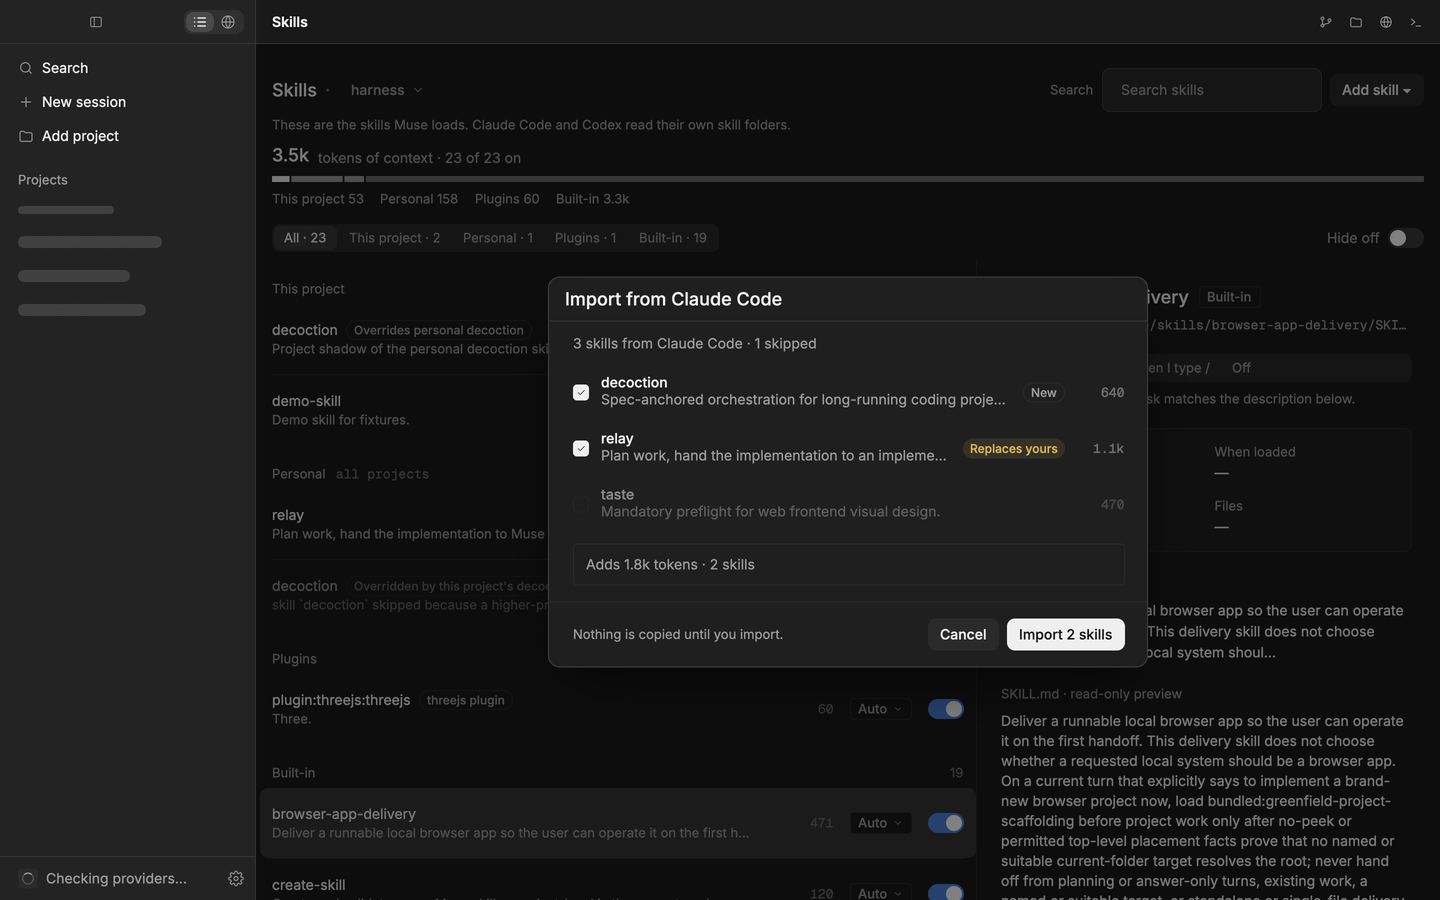 Skills
Search
New session
Add project
Projects
Checking providers...
Skills · harness
Search
Search skills
Add skill
These are the skills Muse loads. Claude Code and Codex read their own skill folders.
3.5k tokens of context · 23 of 23 on
This project 53 Personal 158 Plugins 60 Built-in 3.3k
All · 23 This project · 2 Personal · 1 Plugins · 1 Built-in · 19
Hide off
This project
decoction Overrides personal decoction
Project shadow of the personal decoction ski
demo-skill
Demo skill for fixtures.
Personal all projects
relay
Plan work, hand the implementation to Muse
decoction Overridden by this project's deco
skill `decoction` skipped because a higher-pr
Plugins
plugin:threejs:threejs threejs plugin
Three.
60 Auto
Built-in 19
browser-app-delivery
Deliver a runnable local browser app so the user can operate it on the first h...
471 Auto
create-skill
120 Auto
Import from Claude Code
3 skills from Claude Code · 1 skipped
decoction
Spec-anchored orchestration for long-running coding proje...
New 640
relay
Plan work, hand the implementation to an impleme...
Replaces yours 1.1k
taste
Mandatory preflight for web frontend visual design.
470
Adds 1.8k tokens · 2 skills
Nothing is copied until you import.
Cancel
Import 2 skills
ivery Built-in
/skills/browser-app-delivery/SKI...
en I type / Off
sk matches the description below.
When loaded
—
Files
—
al browser app so the user can operate
This delivery skill does not choose
ocal system shoul...
SKILL.md · read-only preview
Deliver a runnable local browser app so the user can operate
it on the first handoff. This delivery skill does not choose
whether a requested local system should be a browser app.
On a current turn that explicitly says to implement a brand-
new browser project now, load bundled:greenfield-project-
scaffolding before project work only after no-peek or
permitted top-level placement facts prove that no named or
suitable current-folder target resolves the root; never hand
off from planning or answer-only turns, existing work, a
named or suitable target, or standalone or single-file delivery